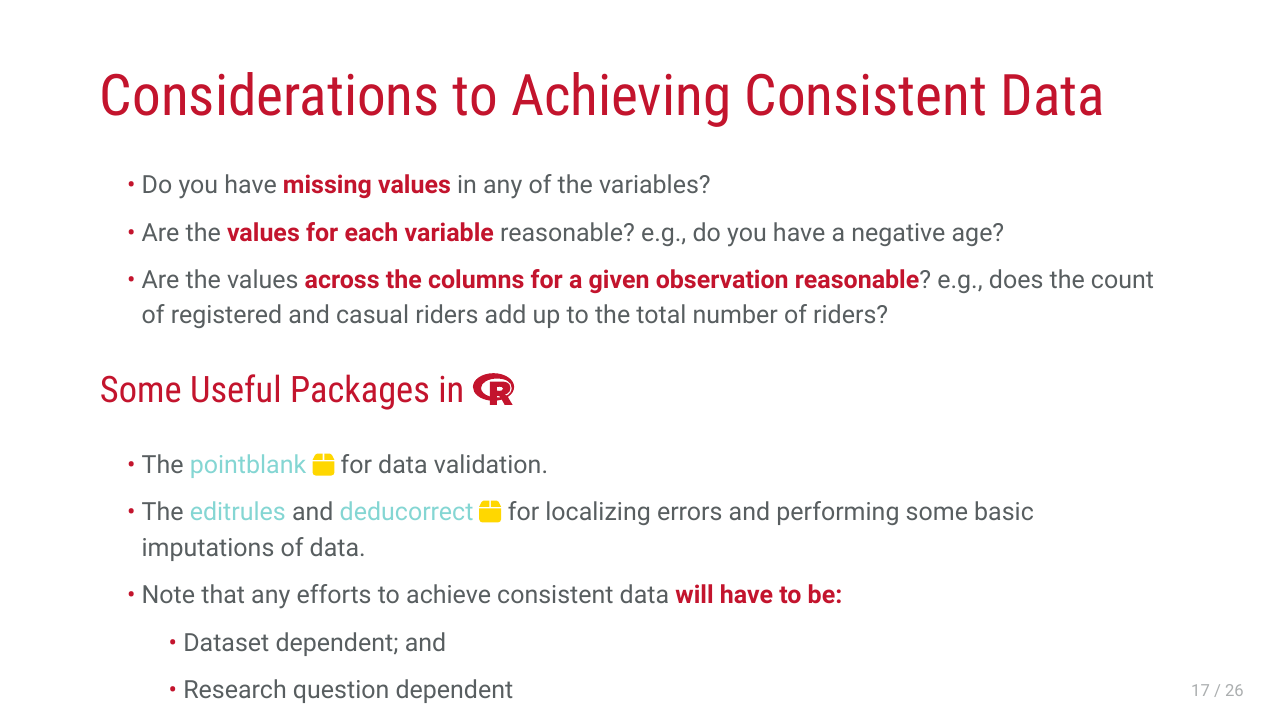 Considerations to Achieving Consistent Data
• Do you have missing values in any of the variables?
• Are the values for each variable reasonable? e.g., do you have a negative age?
• Are the values across the columns for a given observation reasonable? e.g., does the count
of registered and casual riders add up to the total number of riders?
Some Useful Packages in R
• The pointblank for data validation.
• The editrules and deducorrect for localizing errors and performing some basic
imputations of data.
• Note that any efforts to achieve consistent data will have to be:
• Dataset dependent; and
• Research question dependent
17 / 26